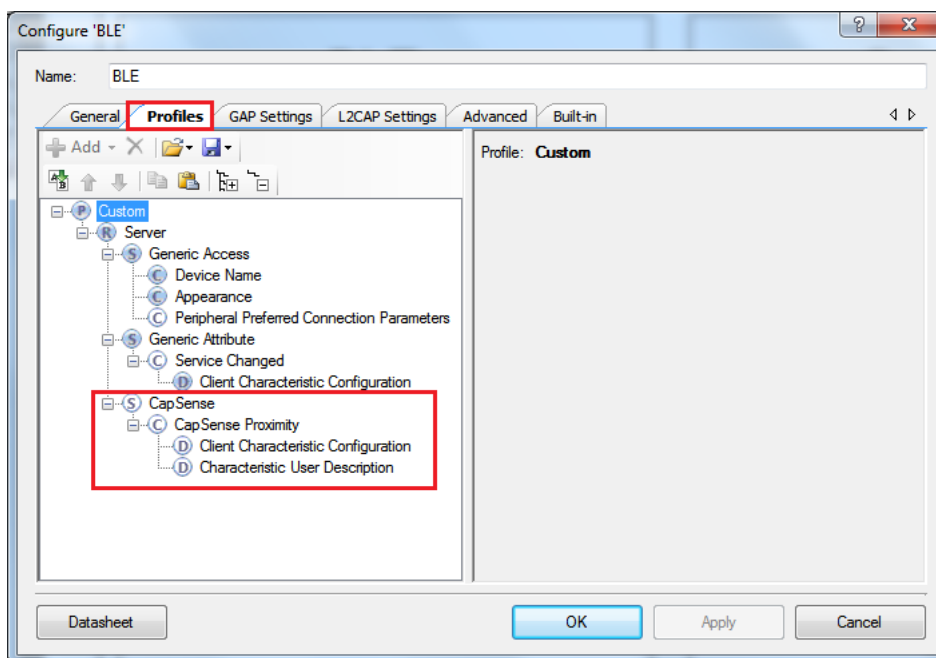 Configure 'BLE'
Name: BLE
General Profiles GAP Settings L2CAP Settings Advanced Built-in
Add
Profile: Custom
A B
P Custom
R Server
S Generic Access
C Device Name
C Appearance
C Peripheral Preferred Connection Parameters
S Generic Attribute
C Service Changed
D Client Characteristic Configuration
S CapSense
C CapSense Proximity
D Client Characteristic Configuration
D Characteristic User Description
Datasheet OK Apply Cancel